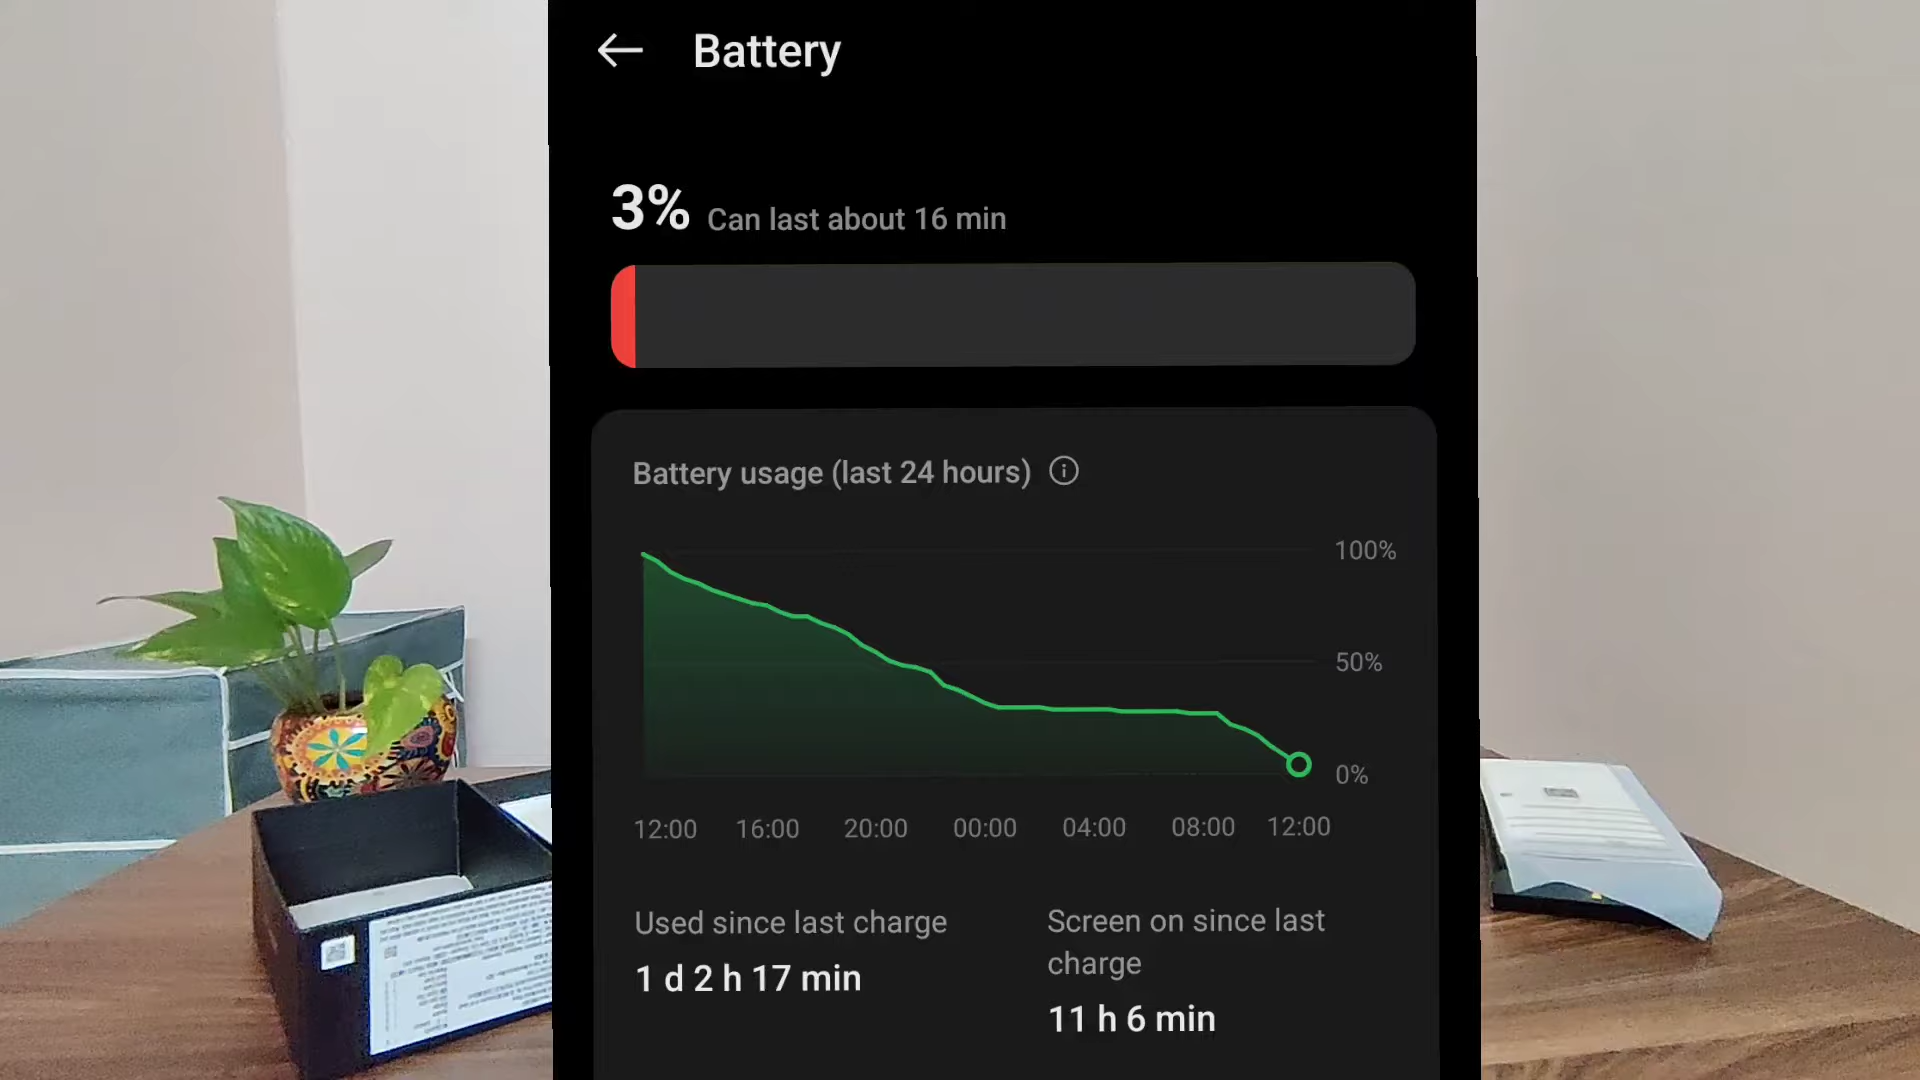 Battery
3% Can last about 16 min
Battery usage (last 24 hours)
100%
50%
0%
12:00 16:00 20:00 00:00 04:00 08:00 12:00
Used since last charge
1 d 2 h 17 min
Screen on since last
charge
11 h 6 min